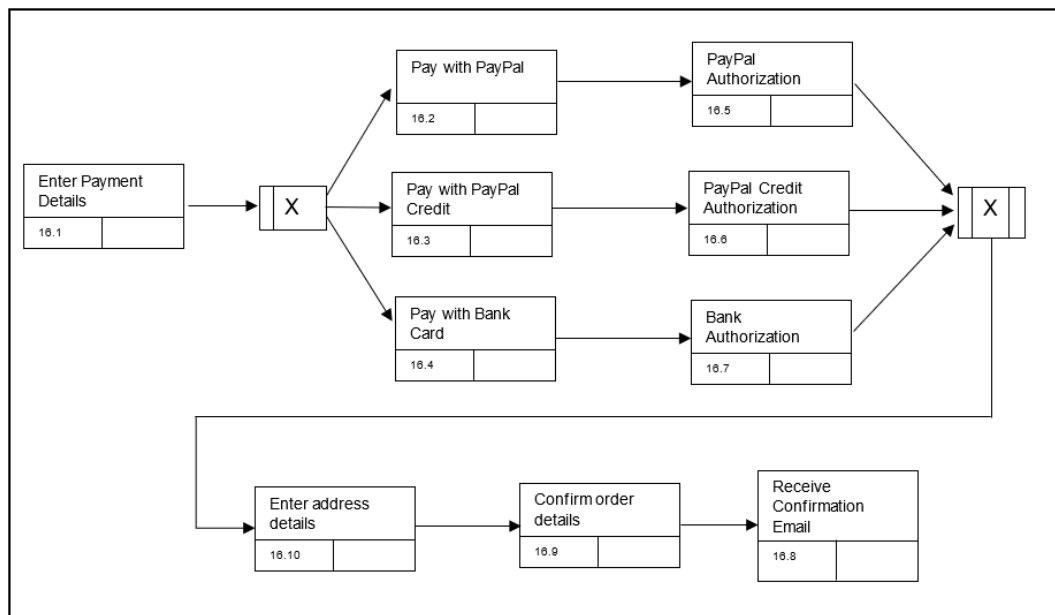 Pay with PayPal
16.2
PayPal
Authorization
16.5
Enter Payment
Details
16.1
X
Pay with PayPal
Credit
16.3
PayPal Credit
Authorization
16.6
X
Pay with Bank
Card
16.4
Bank
Authorization
16.7
Enter address
details
16.10
Confirm order
details
16.9
Receive
Confirmation
Email
16.8